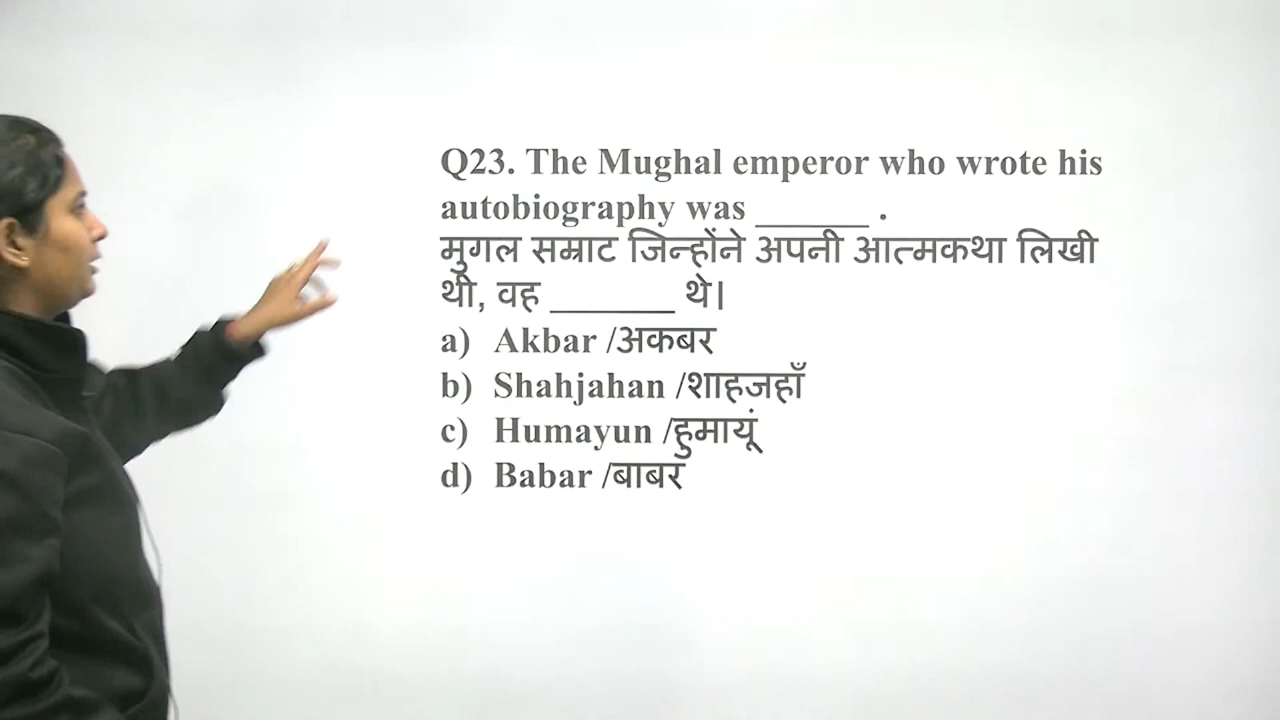 Q23. The Mughal emperor who wrote his
autobiography was ______ .
मुगल सम्राट जिन्होंने अपनी आत्मकथा लिखी
थी, वह _______ थे।
a) Akbar /अकबर
b) Shahjahan /शाहजहाँ
c) Humayun /हुमायूं
d) Babar /बाबर